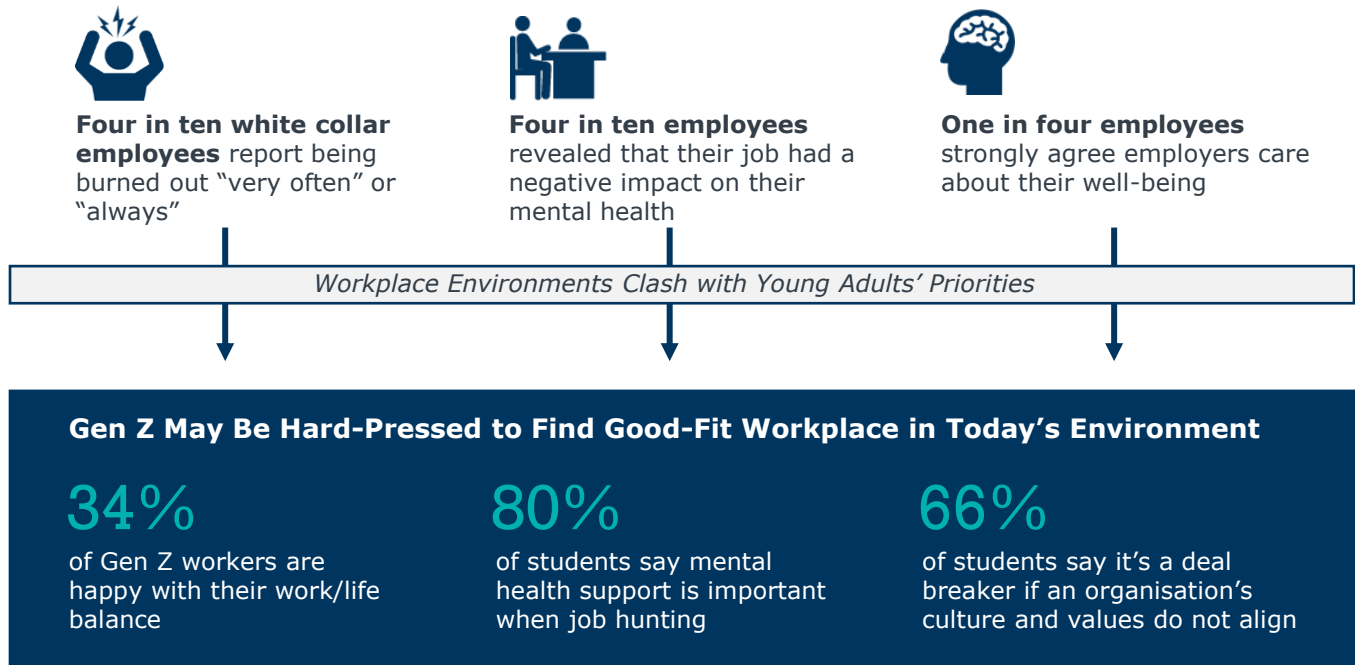 Four in ten white collar
employees report being
burned out “very often” or
“always”
Four in ten employees
revealed that their job had a
negative impact on their
mental health
One in four employees
strongly agree employers care
about their well-being
Workplace Environments Clash with Young Adults’ Priorities
Gen Z May Be Hard-Pressed to Find Good-Fit Workplace in Today’s Environment
34%
of Gen Z workers are
happy with their work/life
balance
80%
of students say mental
health support is important
when job hunting
66%
of students say it’s a deal
breaker if an organisation’s
culture and values do not align